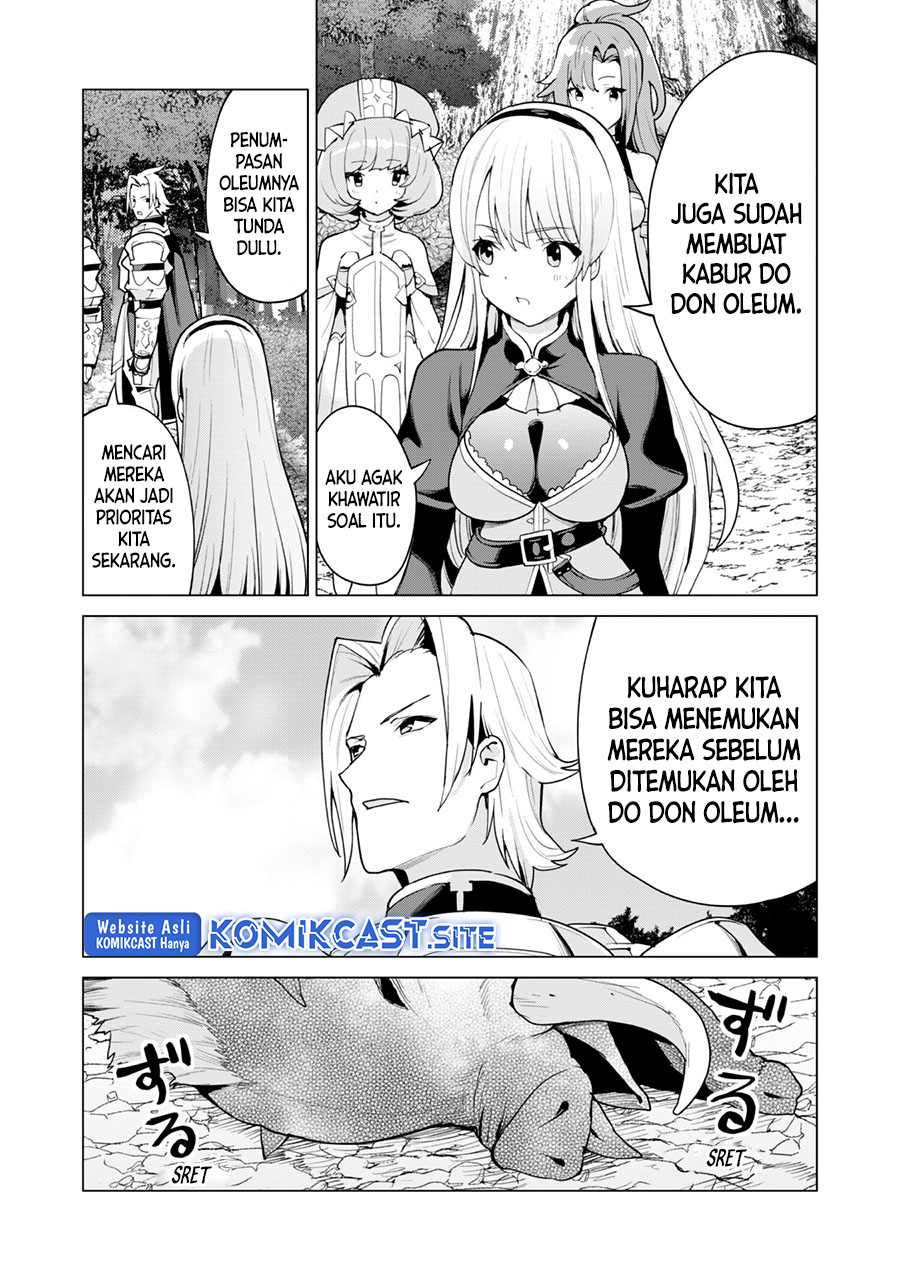 KITA
JUGA SUDAH
MEMBUAT
KABUR DO
DON OLEUM.
AKU AGAK
KHAWATIR
SOAL ITU.
PENUM-
PASAN
OLEUMNYA
BISA KITA
TUNDA
DULU.
MENCARI
MEREKA
AKAN JADI
PRIORITAS
KITA
SEKARANG.
KUHARAP KITA
BISA MENEMUKAN
MEREKA SEBELUM
DITEMUKAN OLEH
DO DON OLEUM...
Website Asli
KOMIKCAST Hanya
KOMIKCAST.SITE
ずる
SRET
ずる
SRET